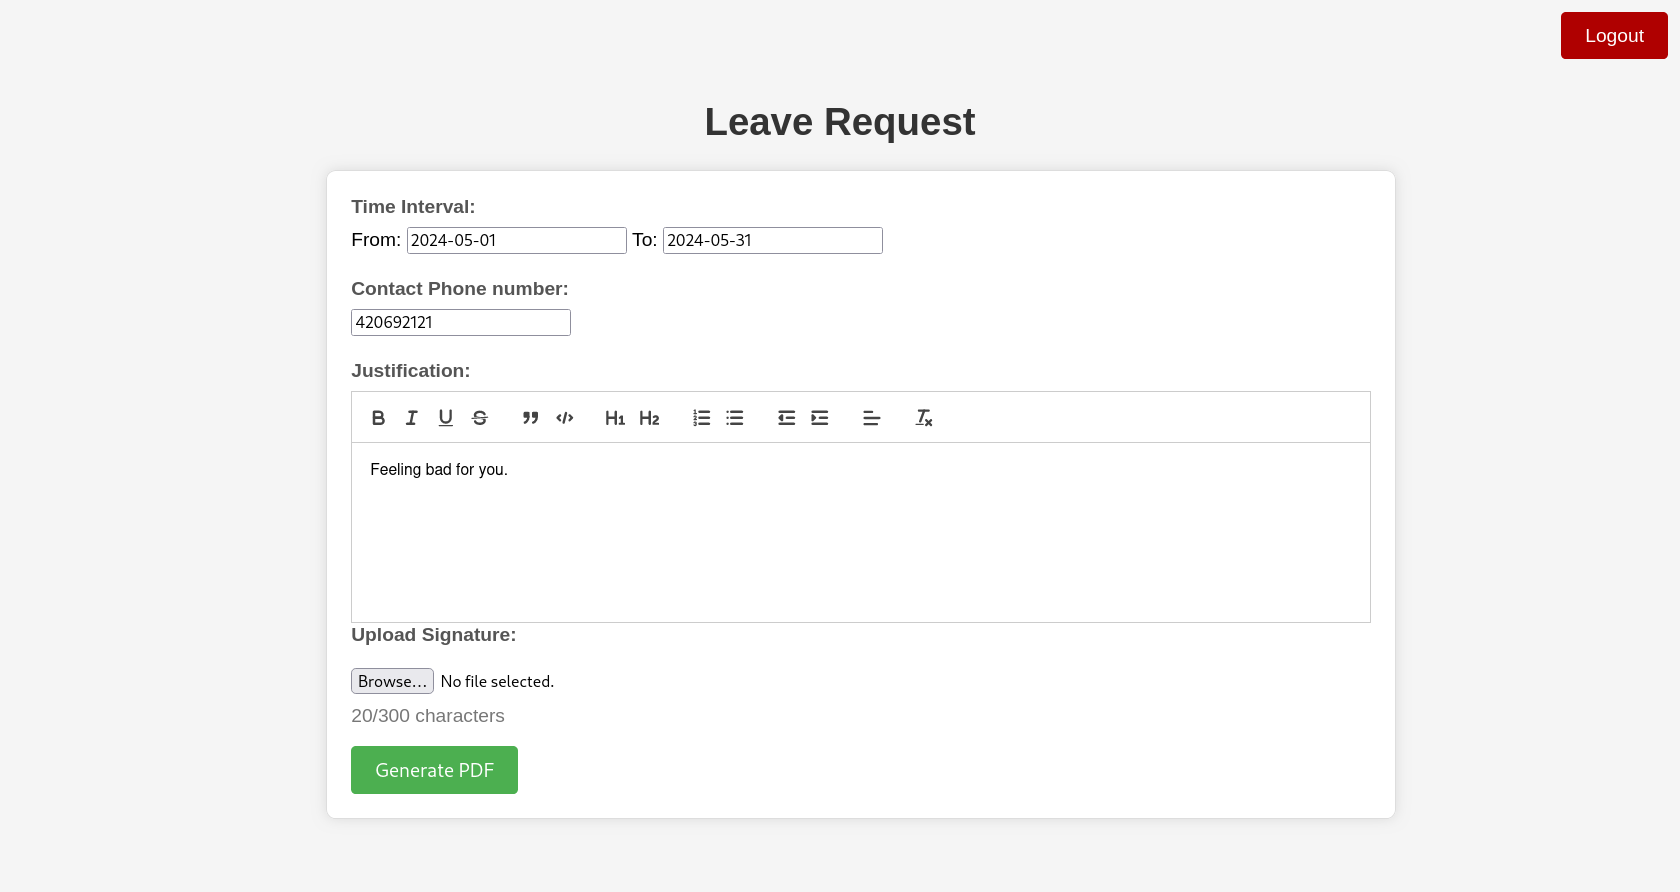 Logout
Leave Request
Time Interval:
From: 2024-05-01 To: 2024-05-31
Contact Phone number:
420692121
Justification:
B I U S H1 H2
Feeling bad for you.
Upload Signature:
Browse... No file selected.
20/300 characters
Generate PDF